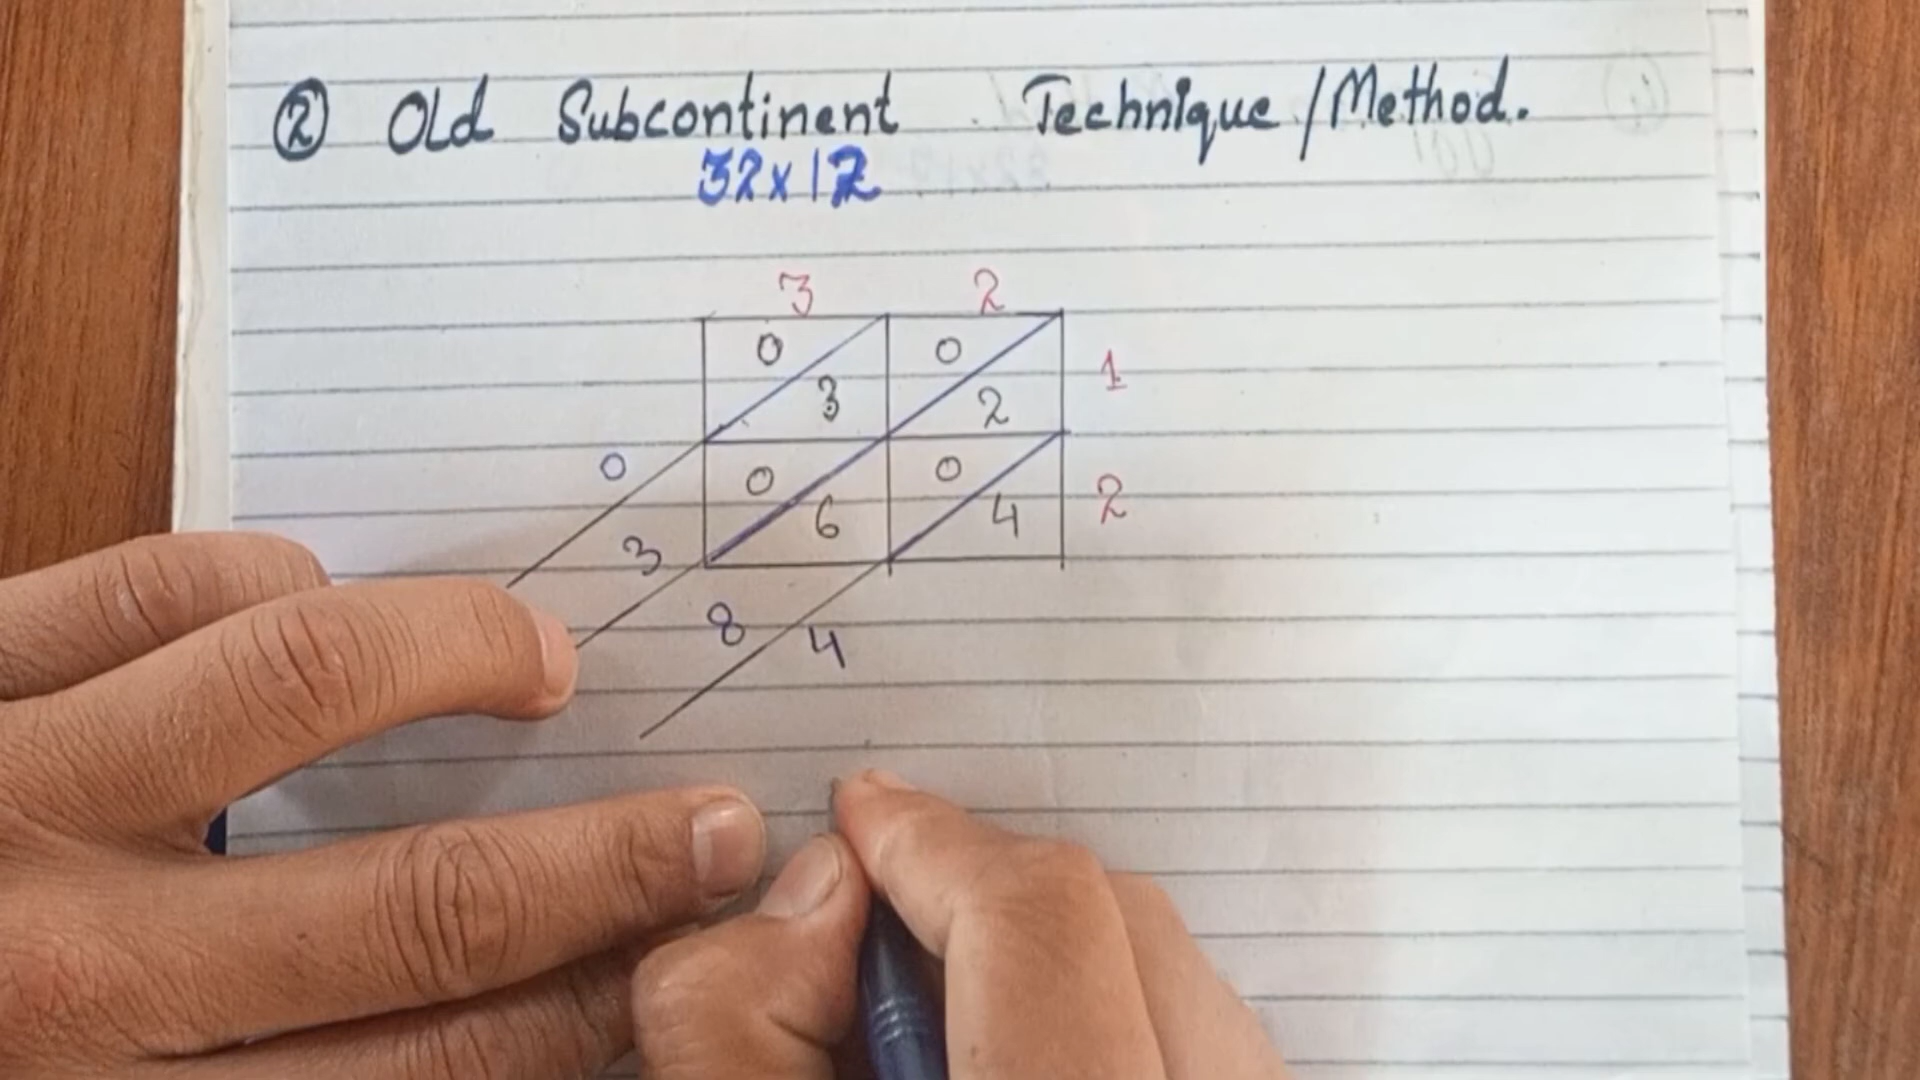 ② Old Subcontinent Technique/Method.
32x12
3 2
0 0 1
3 2
0 0 0 2
6 4
3
8 4